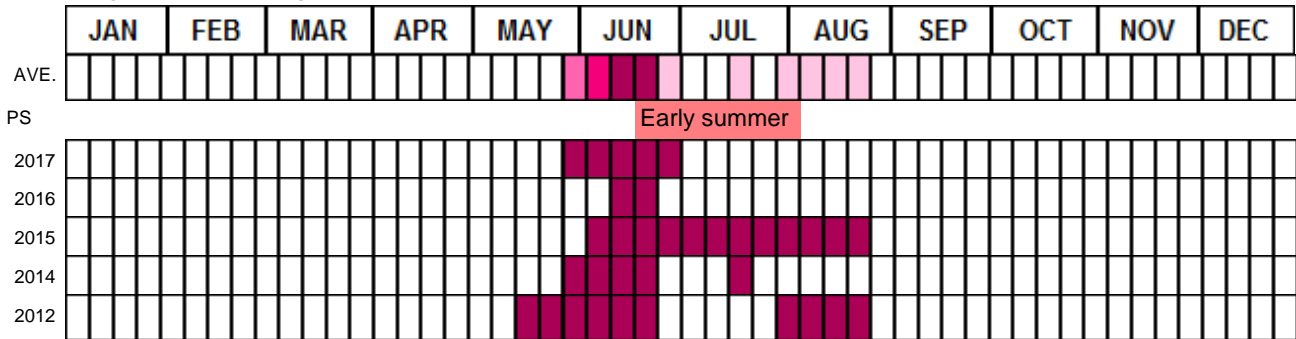 JAN FEB MAR APR MAY JUN JUL AUG SEP OCT NOV DEC
AVE.
PS Early summer
2017
2016
2015
2014
2012